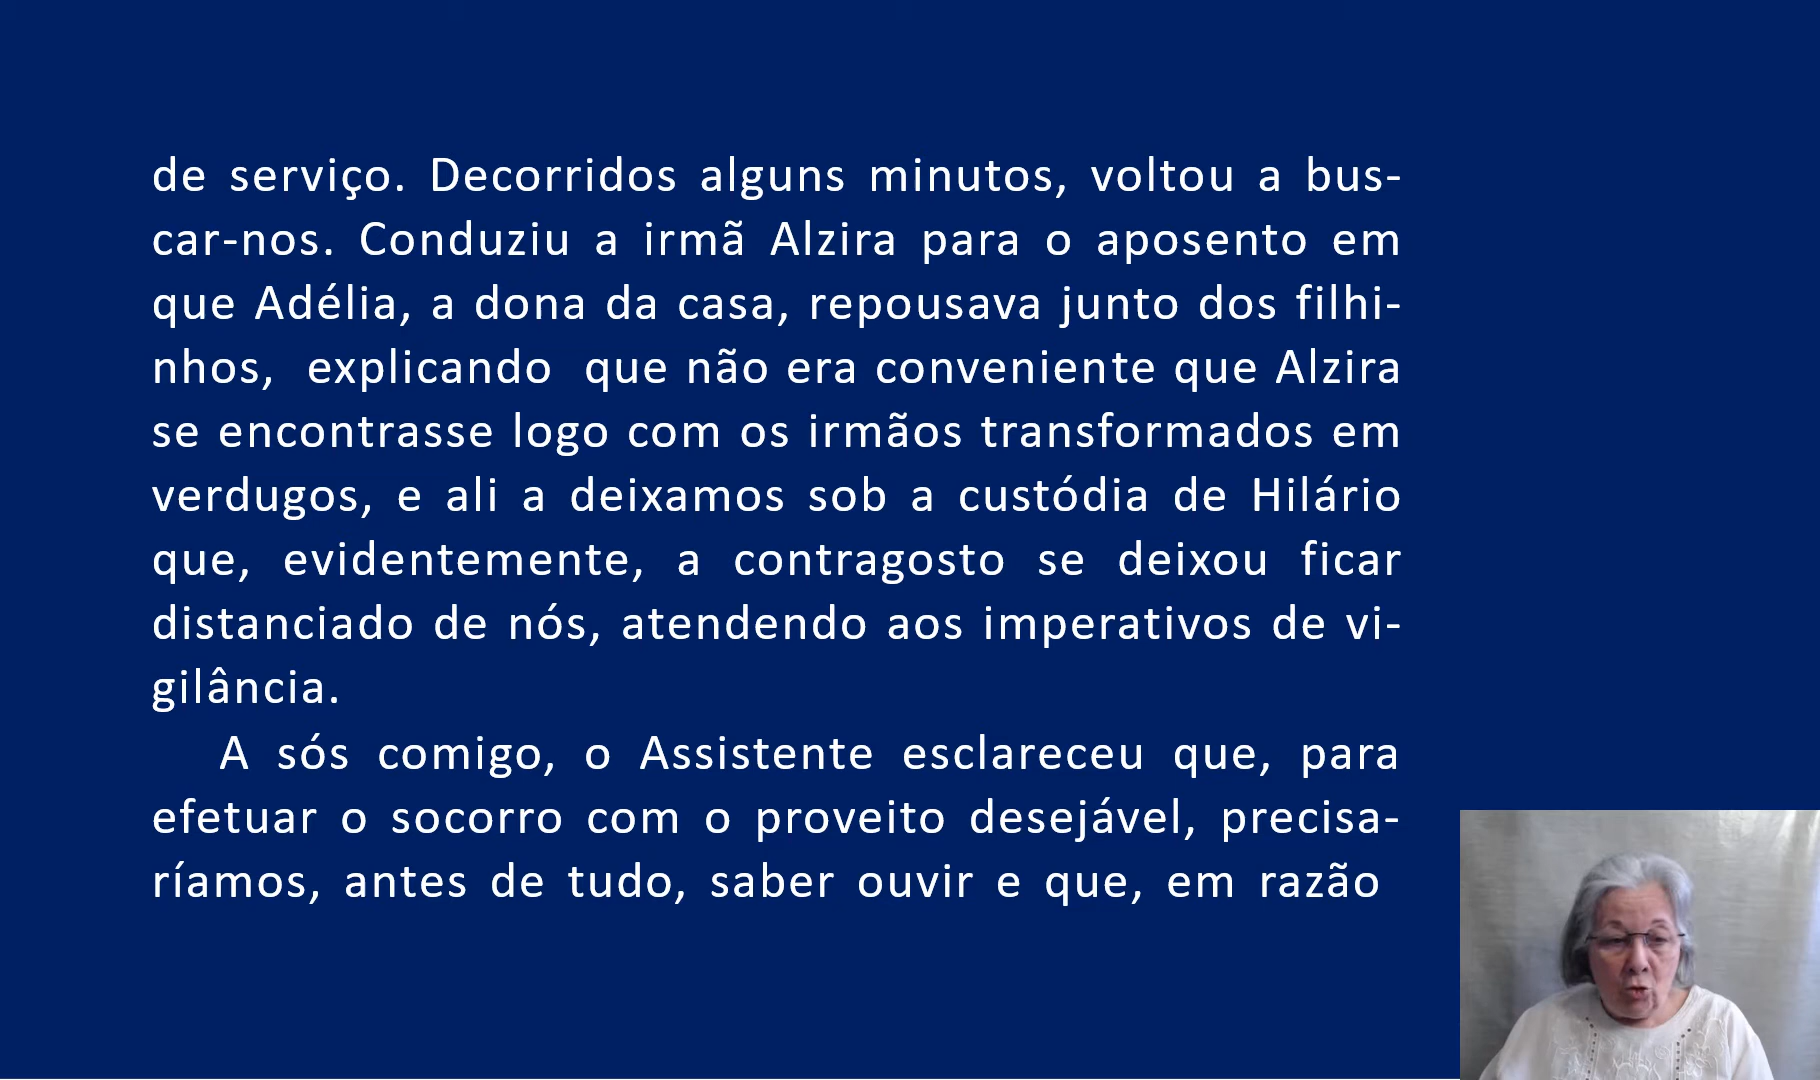 de serviço. Decorridos alguns minutos, voltou a bus-
car-nos. Conduziu a irmã Alzira para o aposento em
que Adélia, a dona da casa, repousava junto dos filhi-
nhos, explicando que não era conveniente que Alzira
se encontrasse logo com os irmãos transformados em
verdugos, e ali a deixamos sob a custódia de Hilário
que, evidentemente, a contragosto se deixou ficar
distanciado de nós, atendendo aos imperativos de vi-
gilância.
A sós comigo, o Assistente esclareceu que, para
efetuar o socorro com o proveito desejável, precisa-
ríamos, antes de tudo, saber ouvir e que, em razão